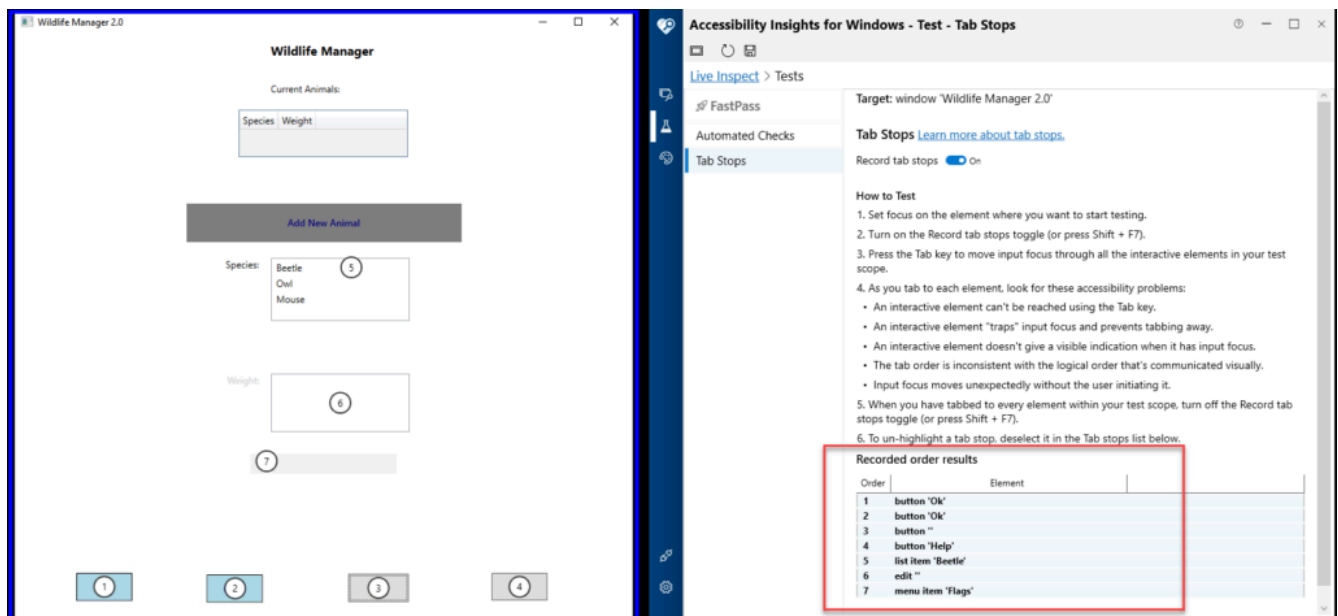 Wildlife Manager 2.0
Wildlife Manager
Current Animals:
Species Weight
Add New Animal
Species:
Beetle
Owl
Mouse
5
Weight:
6
7
1
2
3
4
Accessibility Insights for Windows - Test - Tab Stops
Live Inspect > Tests
FastPass
Automated Checks
Tab Stops
Target: window 'Wildlife Manager 2.0'
Tab Stops Learn more about tab stops.
Record tab stops On
How to Test
1. Set focus on the element where you want to start testing.
2. Turn on the Record tab stops toggle (or press Shift + F7).
3. Press the Tab key to move input focus through all the interactive elements in your test
scope.
4. As you tab to each element, look for these accessibility problems:
• An interactive element can't be reached using the Tab key.
• An interactive element "traps" input focus and prevents tabbing away.
• An interactive element doesn't give a visible indication when it has input focus.
• The tab order is inconsistent with the logical order that's communicated visually.
• Input focus moves unexpectedly without the user initiating it.
5. When you have tabbed to every element within your test scope, turn off the Record tab
stops toggle (or press Shift + F7).
6. To un-highlight a tab stop, deselect it in the Tab stops list below.
Recorded order results
Order Element
1 button 'Ok'
2 button 'Ok'
3 button ''
4 button 'Help'
5 list item 'Beetle'
6 edit ''
7 menu item 'Flags'